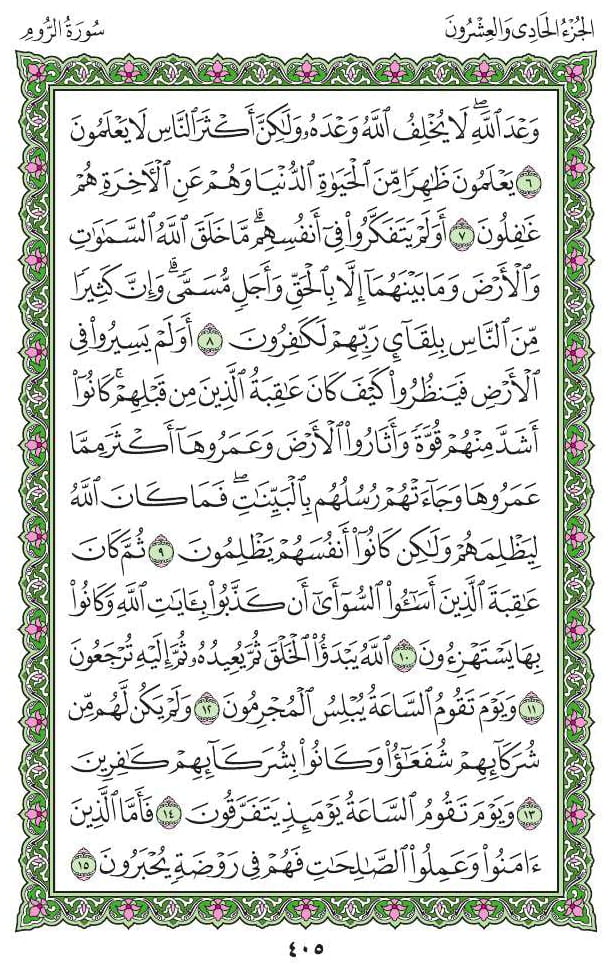 الجُزْءُ الحَادِي وَالعِشْرُونَ
سُورَةُ الرُّومِ
وَعْدَ ٱللَّهِۖ لَا يُخْلِفُ ٱللَّهُ وَعْدَهُۥ وَلَٰكِنَّ أَكْثَرَ ٱلنَّاسِ لَا يَعْلَمُونَ
٦ يَعْلَمُونَ ظَٰهِرًا مِّنَ ٱلْحَيَوٰةِ ٱلدُّنْيَا وَهُمْ عَنِ ٱلْأٓخِرَةِ هُمْ
غَٰفِلُونَ ٧ أَوَلَمْ يَتَفَكَّرُوا۟ فِىٓ أَنفُسِهِمۗ مَّا خَلَقَ ٱللَّهُ ٱلسَّمَٰوَٰتِ
وَٱلْأَرْضَ وَمَا بَيْنَهُمَآ إِلَّا بِٱلْحَقِّ وَأَجَلٍ مُّسَمًّىۗ وَإِنَّ كَثِيرًا
مِّنَ ٱلنَّاسِ بِلِقَآئِ رَبِّهِمْ لَكَٰفِرُونَ ٨ أَوَلَمْ يَسِيرُوا۟ فِى
ٱلْأَرْضِ فَيَنظُرُوا۟ كَيْفَ كَانَ عَٰقِبَةُ ٱلَّذِينَ مِن قَبْلِهِمْۚ كَانُوٓا۟
أَشَدَّ مِنْهُمْ قُوَّةً وَأَثَارُوا۟ ٱلْأَرْضَ وَعَمَرُوهَآ أَكْثَرَ مِمَّا
عَمَرُوهَا وَجَآءَتْهُمْ رُسُلُهُم بِٱلْبَيِّنَٰتِۖ فَمَا كَانَ ٱللَّهُ
لِيَظْلِمَهُمْ وَلَٰكِن كَانُوٓا۟ أَنفُسَهُمْ يَظْلِمُونَ ٩ ثُمَّ كَانَ
عَٰقِبَةَ ٱلَّذِينَ أَسَٰٓـُٔوا۟ ٱلسُّوٓأَىٰٓ أَن كَذَّبُوا۟ بِـَٔايَٰتِ ٱللَّهِ وَكَانُوا۟
بِهَا يَسْتَهْزِءُونَ ١٠ ٱللَّهُ يَبْدَؤُا۟ ٱلْخَلْقَ ثُمَّ يُعِيدُهُۥ ثُمَّ إِلَيْهِ تُرْجَعُونَ
١١ وَيَوْمَ تَقُومُ ٱلسَّاعَةُ يُبْلِسُ ٱلْمُجْرِمُونَ ١٢ وَلَمْ يَكُن لَّهُم مِّن
شُرَكَآئِهِمْ شُفَعَٰٓؤُا۟ وَكَانُوا۟ بِشُرَكَآئِهِمْ كَٰفِرِينَ
١٣ وَيَوْمَ تَقُومُ ٱلسَّاعَةُ يَوْمَئِذٍ يَتَفَرَّقُونَ ١٤ فَأَمَّا ٱلَّذِينَ
ءَامَنُوا۟ وَعَمِلُوا۟ ٱلصَّٰلِحَٰتِ فَهُمْ فِى رَوْضَةٍ يُحْبَرُونَ ١٥
٤٠٥